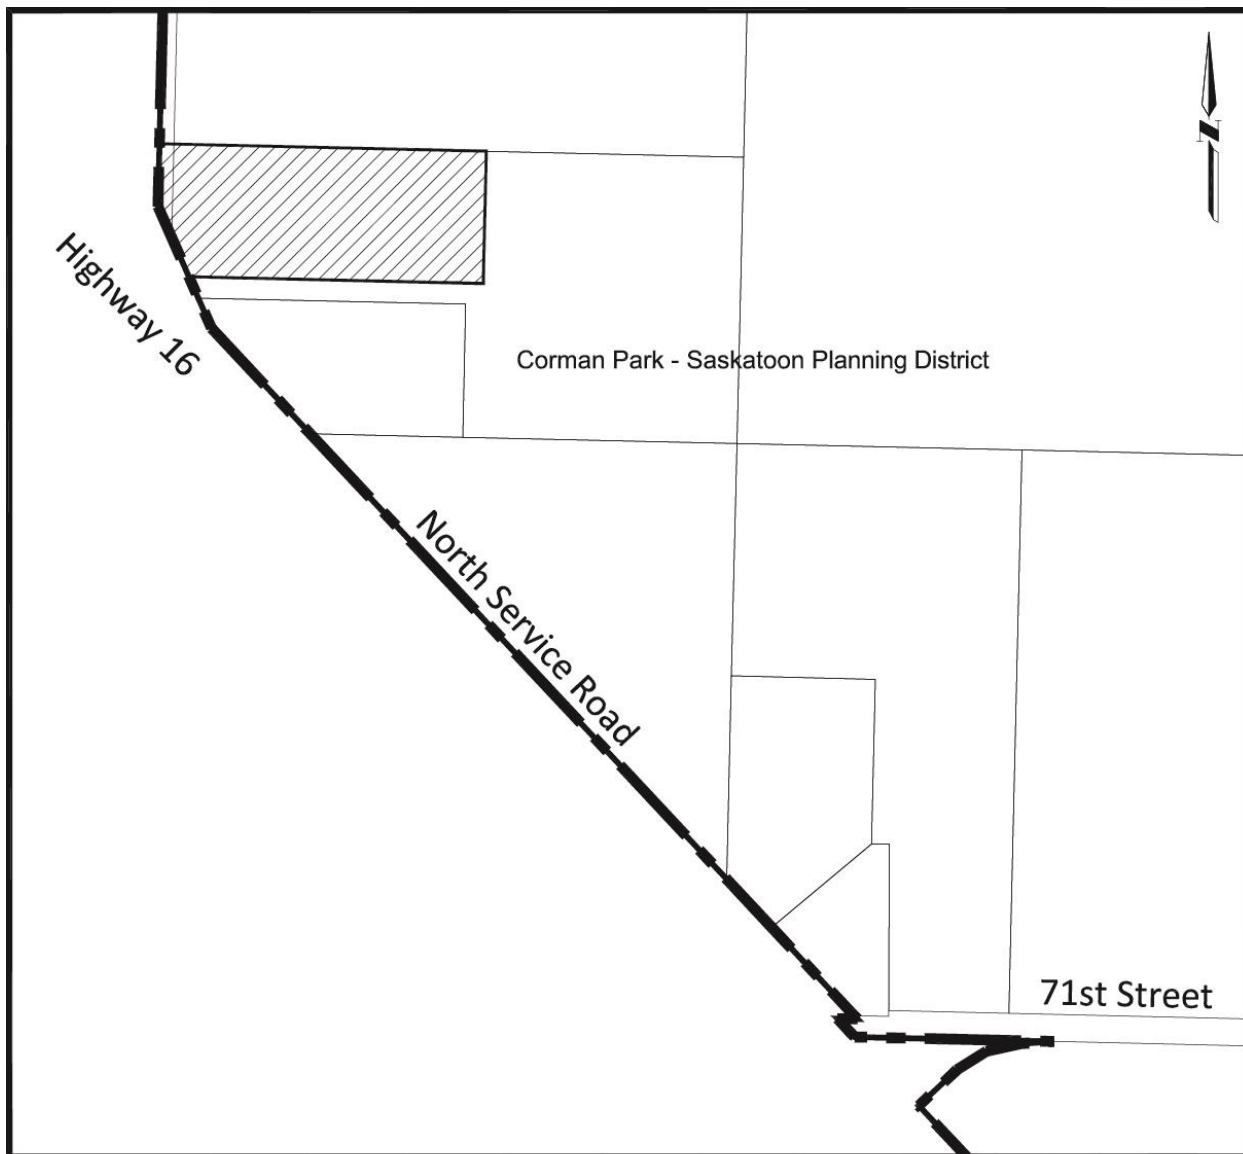 N
Highway 16
Corman Park - Saskatoon Planning District
North Service Road
71st Street